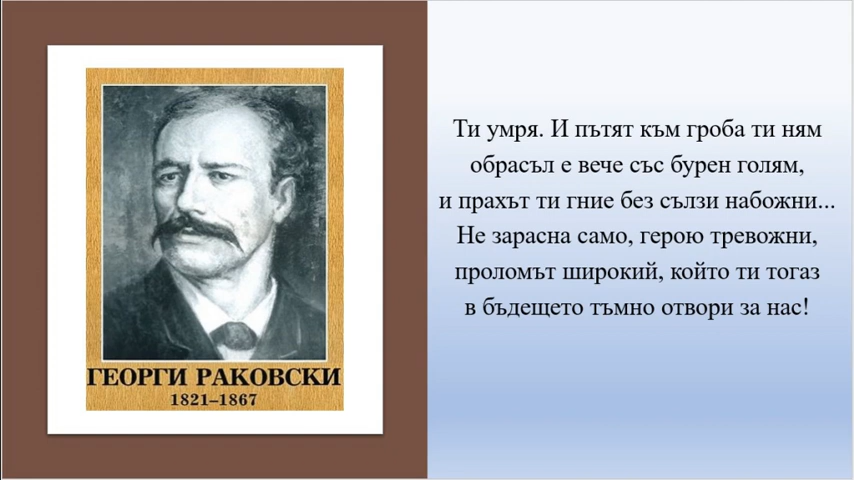 ГЕОРГИ РАКОВСКИ
1821–1867
Ти умря. И пътят към гроба ти ням
обрасъл е вече със бурен голям,
и прахът ти гние без сълзи набожни...
Не зарасна само, герою тревожни,
проломът широкий, който ти тогаз
в бъдещето тъмно отвори за нас!